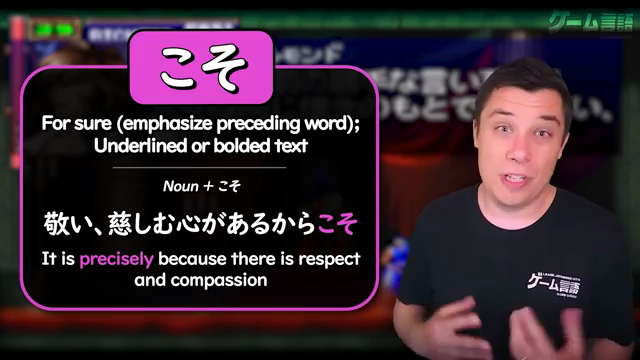 ゲーム言語
こそ
For sure (emphasize preceding word);
Underlined or bolded text
Noun + こそ
敬い、慈しむ心があるからこそ
It is precisely because there is respect
and compassion
ゲーム言語